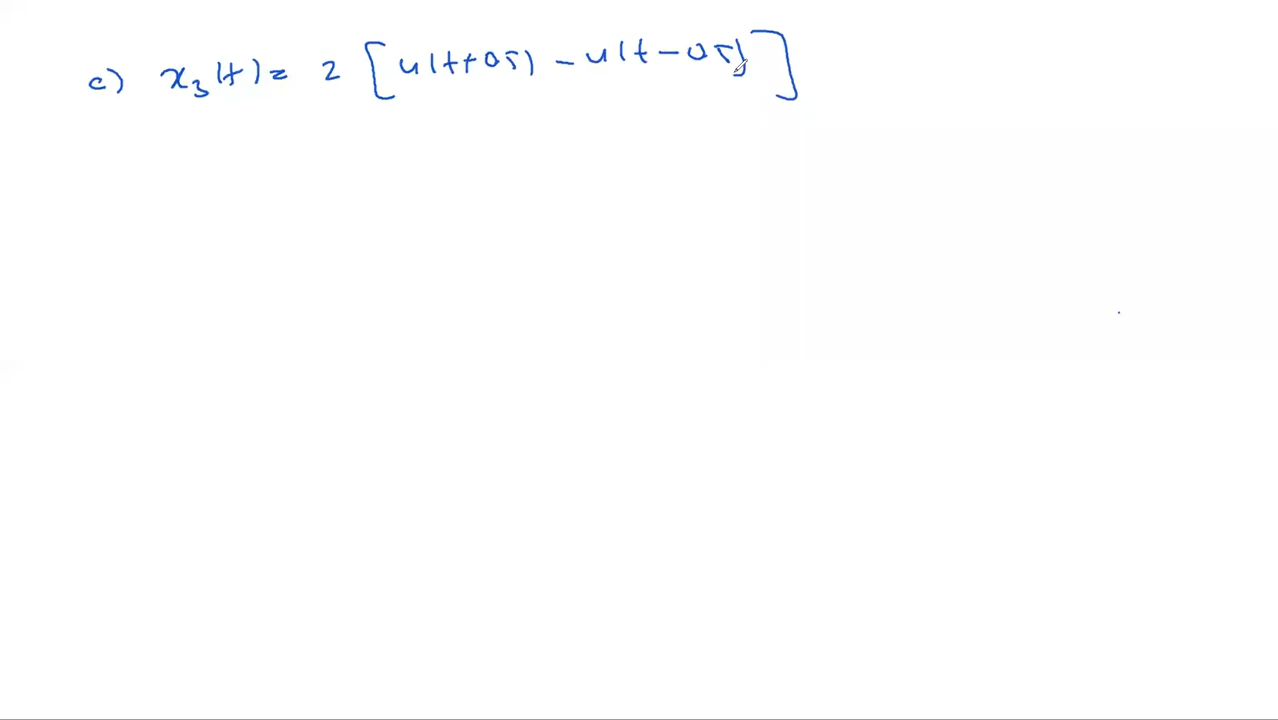 c) x₃(t) = 2 [u(t+0.5) - u(t-0.5)]